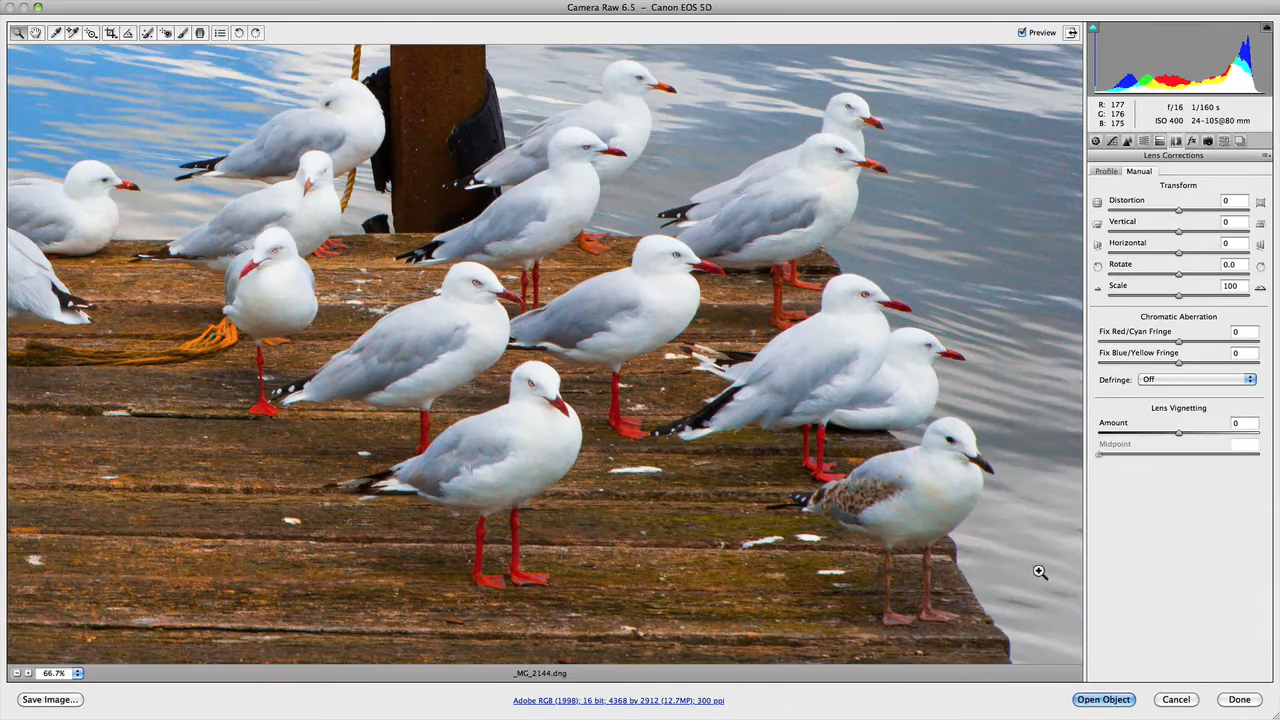 Camera Raw 6.5 – Canon EOS 5D
Preview
f/16 1/160 s
ISO 400 24-105@80 mm
R: 177
G: 176
B: 175
Lens Corrections
Profile Manual
Transform
Distortion 0
Vertical 0
Horizontal 0
Rotate 0.0
Scale 100
Chromatic Aberration
Fix Red/Cyan Fringe 0
Fix Blue/Yellow Fringe 0
Defringe: Off
Lens Vignetting
Amount 0
Midpoint
66.7%
_MG_2144.dng
Save Image...
Adobe RGB (1998); 16 bit; 4368 by 2912 (12.7MP); 300 ppi
Open Object
Cancel
Done